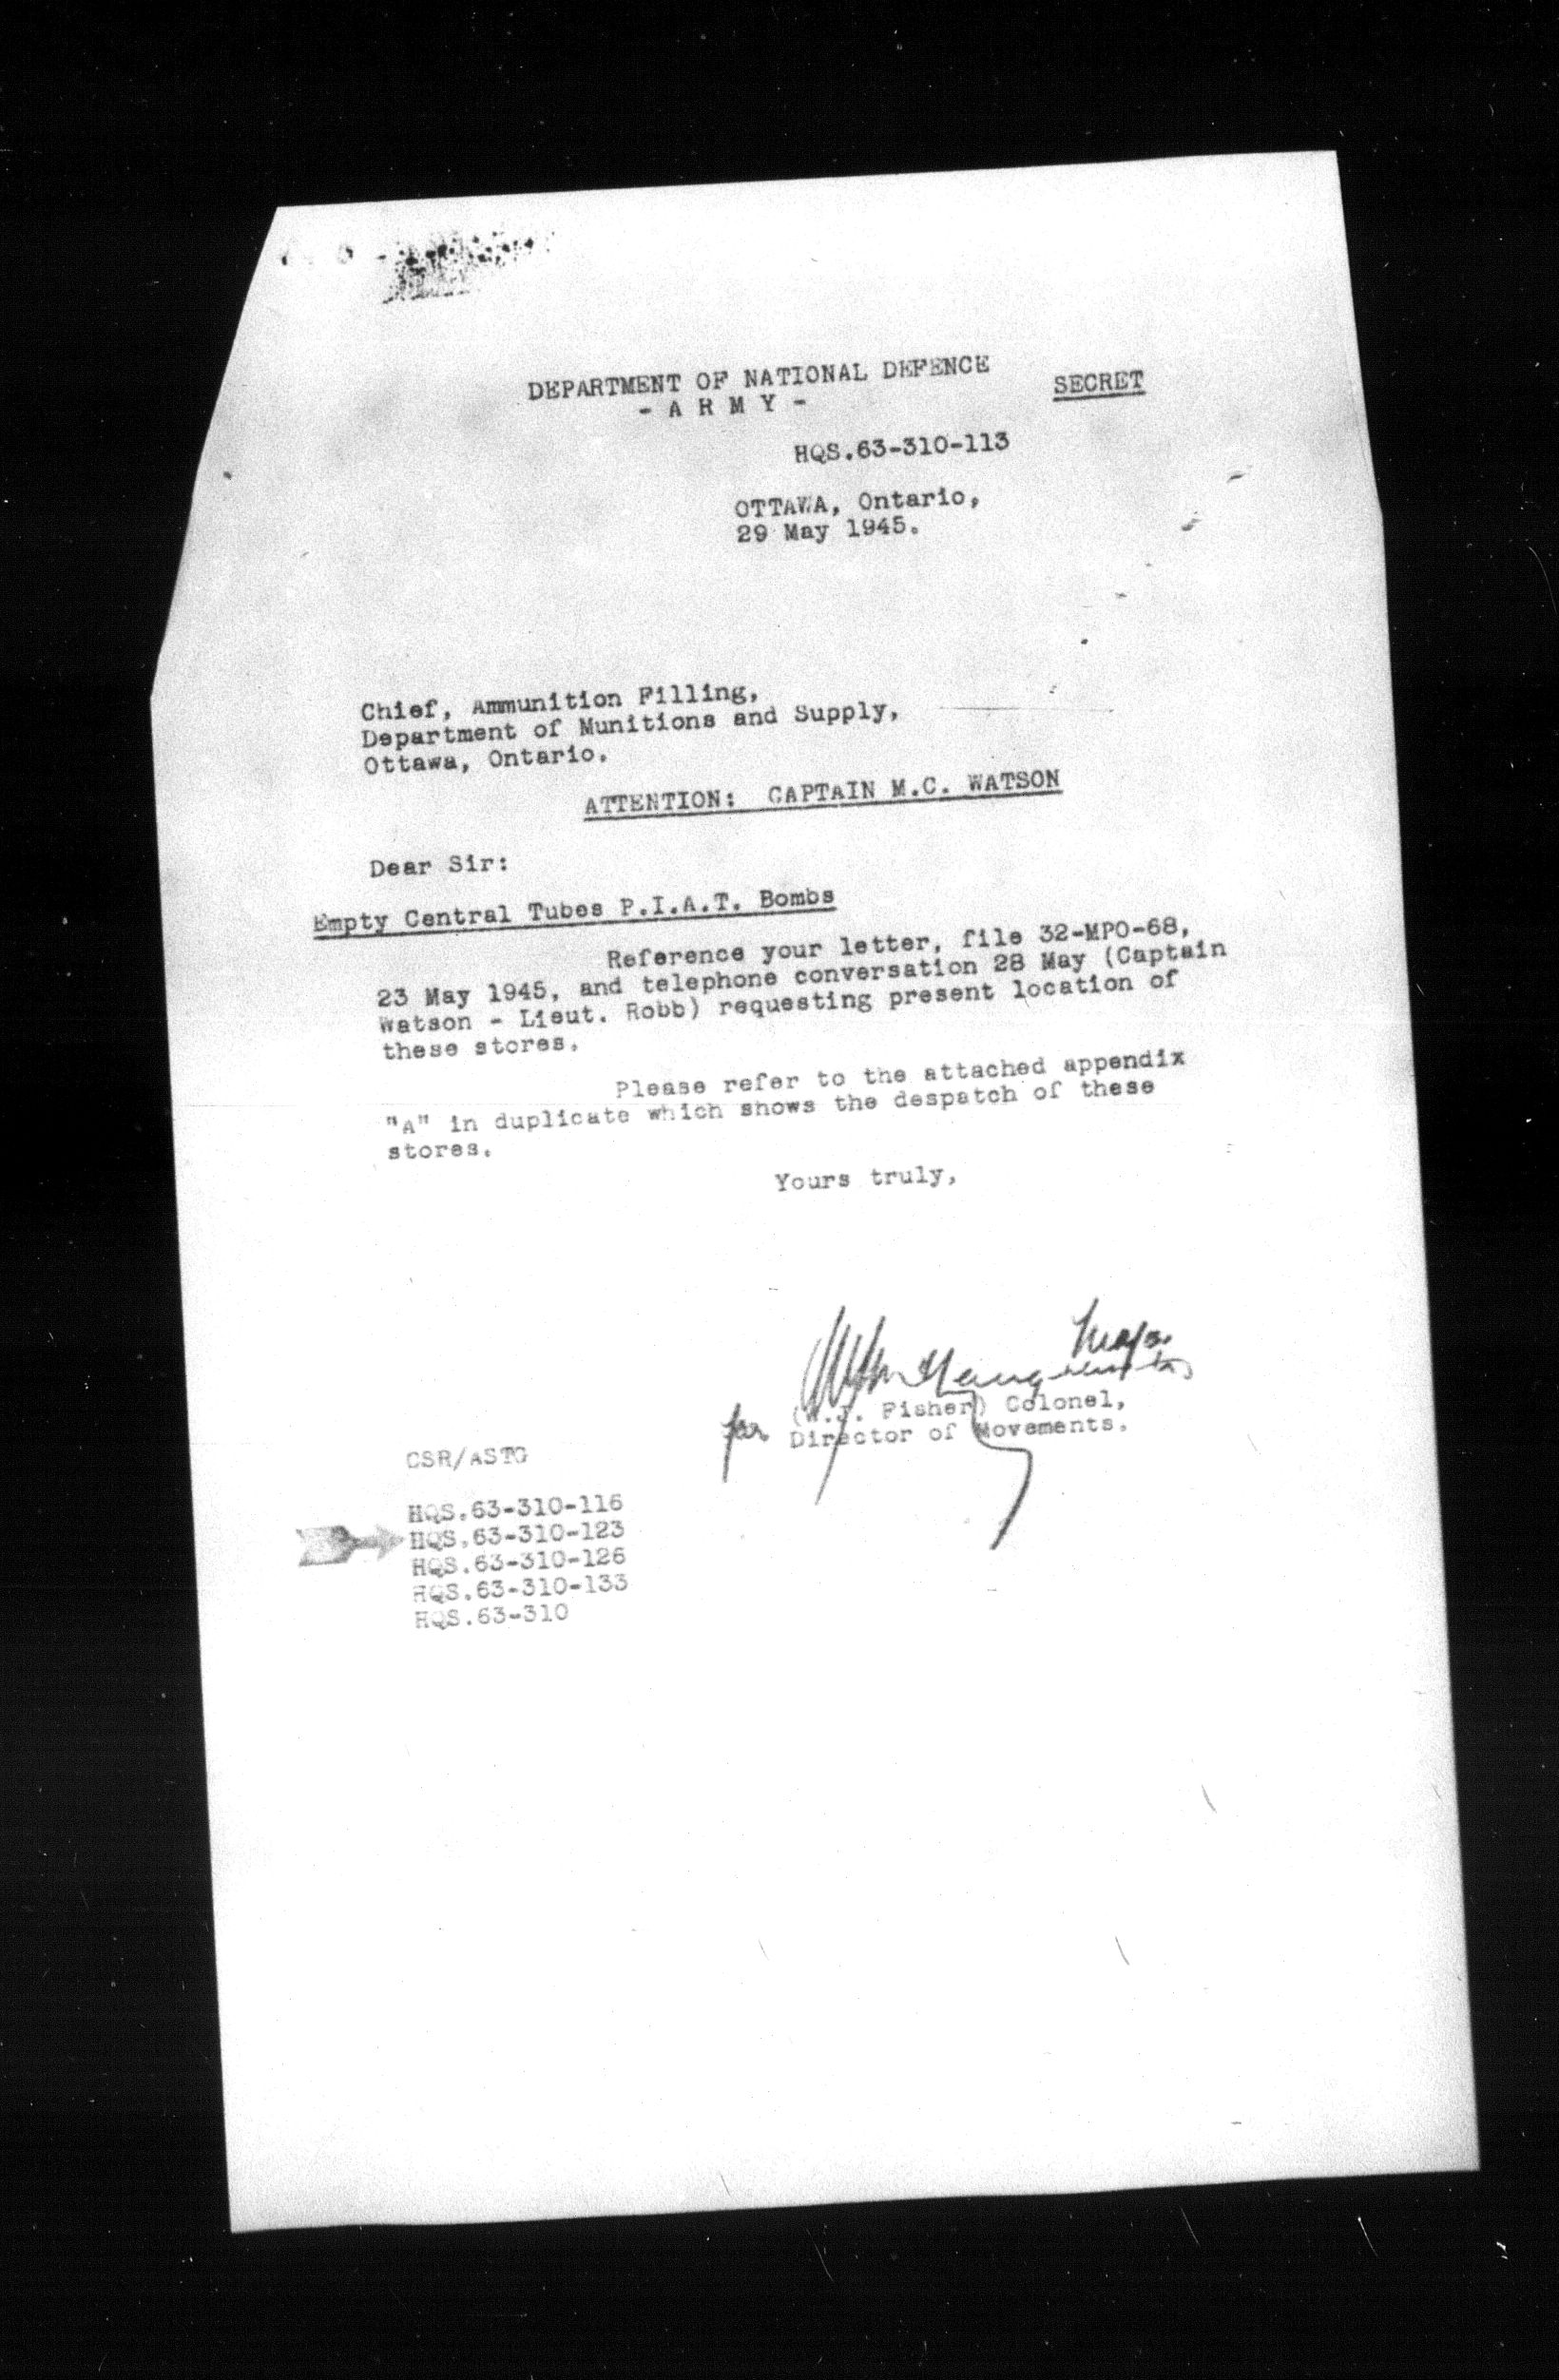 DEPARTMENT OF NATIONAL DEFENCE
- A R M Y -
SECRET
HQS.63-310-113
OTTAWA, Ontario,
29 May 1945.
Chief, Ammunition Filling,
Department of Munitions and Supply,
Ottawa, Ontario.
ATTENTION: CAPTAIN M.C. WATSON
Dear Sir:
Empty Central Tubes P.I.A.T. Bombs
Reference your letter, file 32-MPO-68,
23 May 1945, and telephone conversation 28 May (Captain
Watson - Lieut. Robb) requesting present location of
these stores.
Please refer to the attached appendix
"A" in duplicate which shows the despatch of these
stores.
Yours truly,
for (W.J. Fisher) Colonel,
Director of Movements.
CSR/ASTG
HQS.63-310-116
HQS.63-310-123
HQS.63-310-126
HQS.63-310-133
HQS.63-310